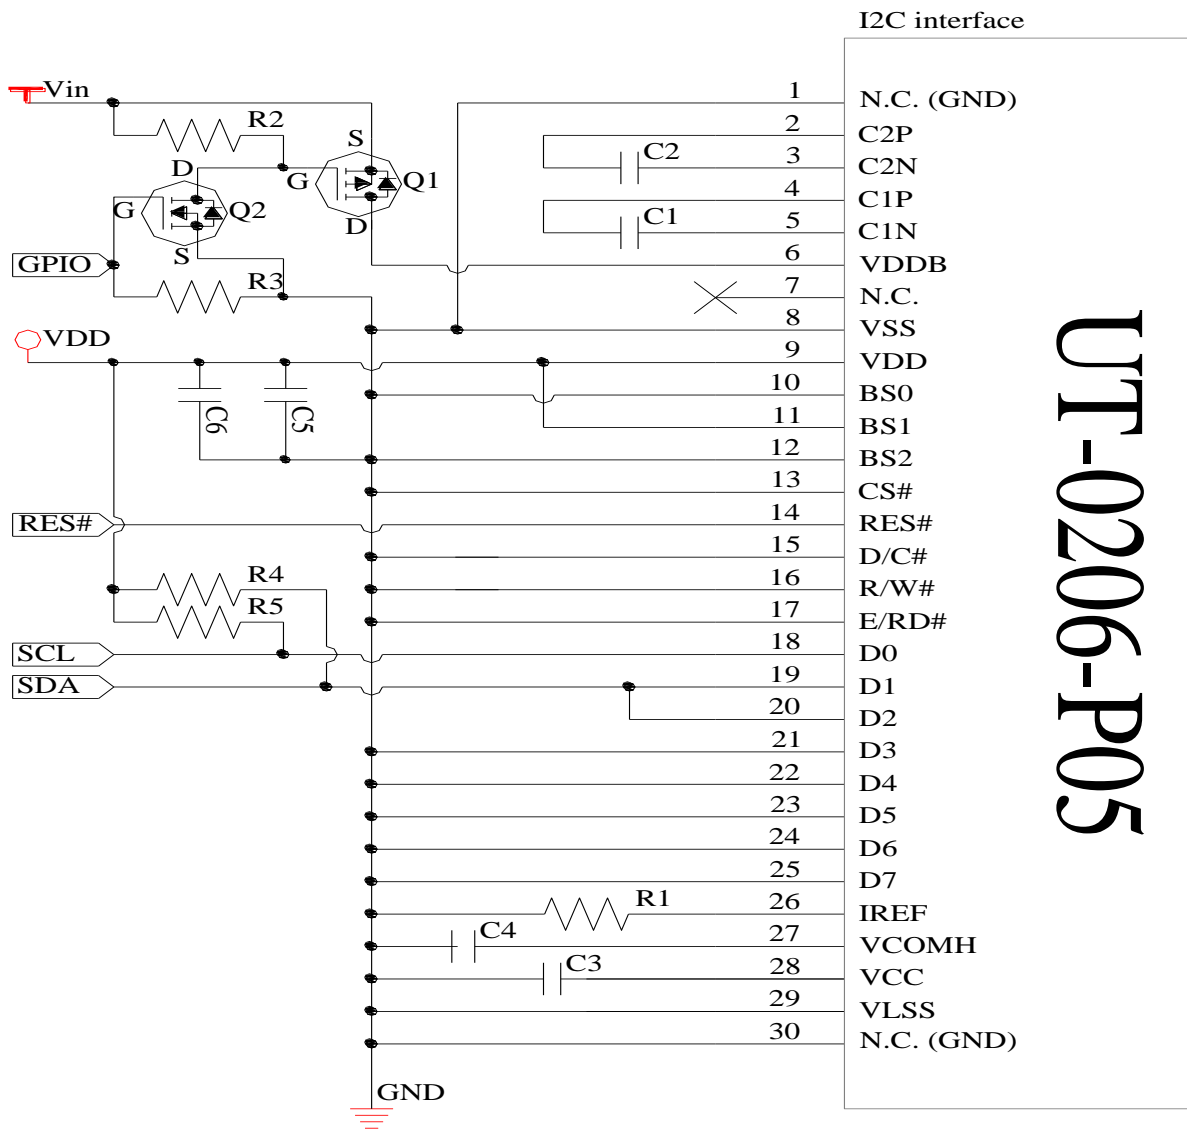 I2C interface
Vin
R2
S
D
G
Q1
G
Q2
D
S
GPIO
R3
VDD
C6
C5
RES#
R4
R5
SCL
SDA
C2
C1
R1
C4
C3
GND
1 N.C. (GND)
2 C2P
3 C2N
4 C1P
5 C1N
6 VDDB
7 N.C.
8 VSS
9 VDD
10 BS0
11 BS1
12 BS2
13 CS#
14 RES#
15 D/C#
16 R/W#
17 E/RD#
18 D0
19 D1
20 D2
21 D3
22 D4
23 D5
24 D6
25 D7
26 IREF
27 VCOMH
28 VCC
29 VLSS
30 N.C. (GND)
UT-0206-P05